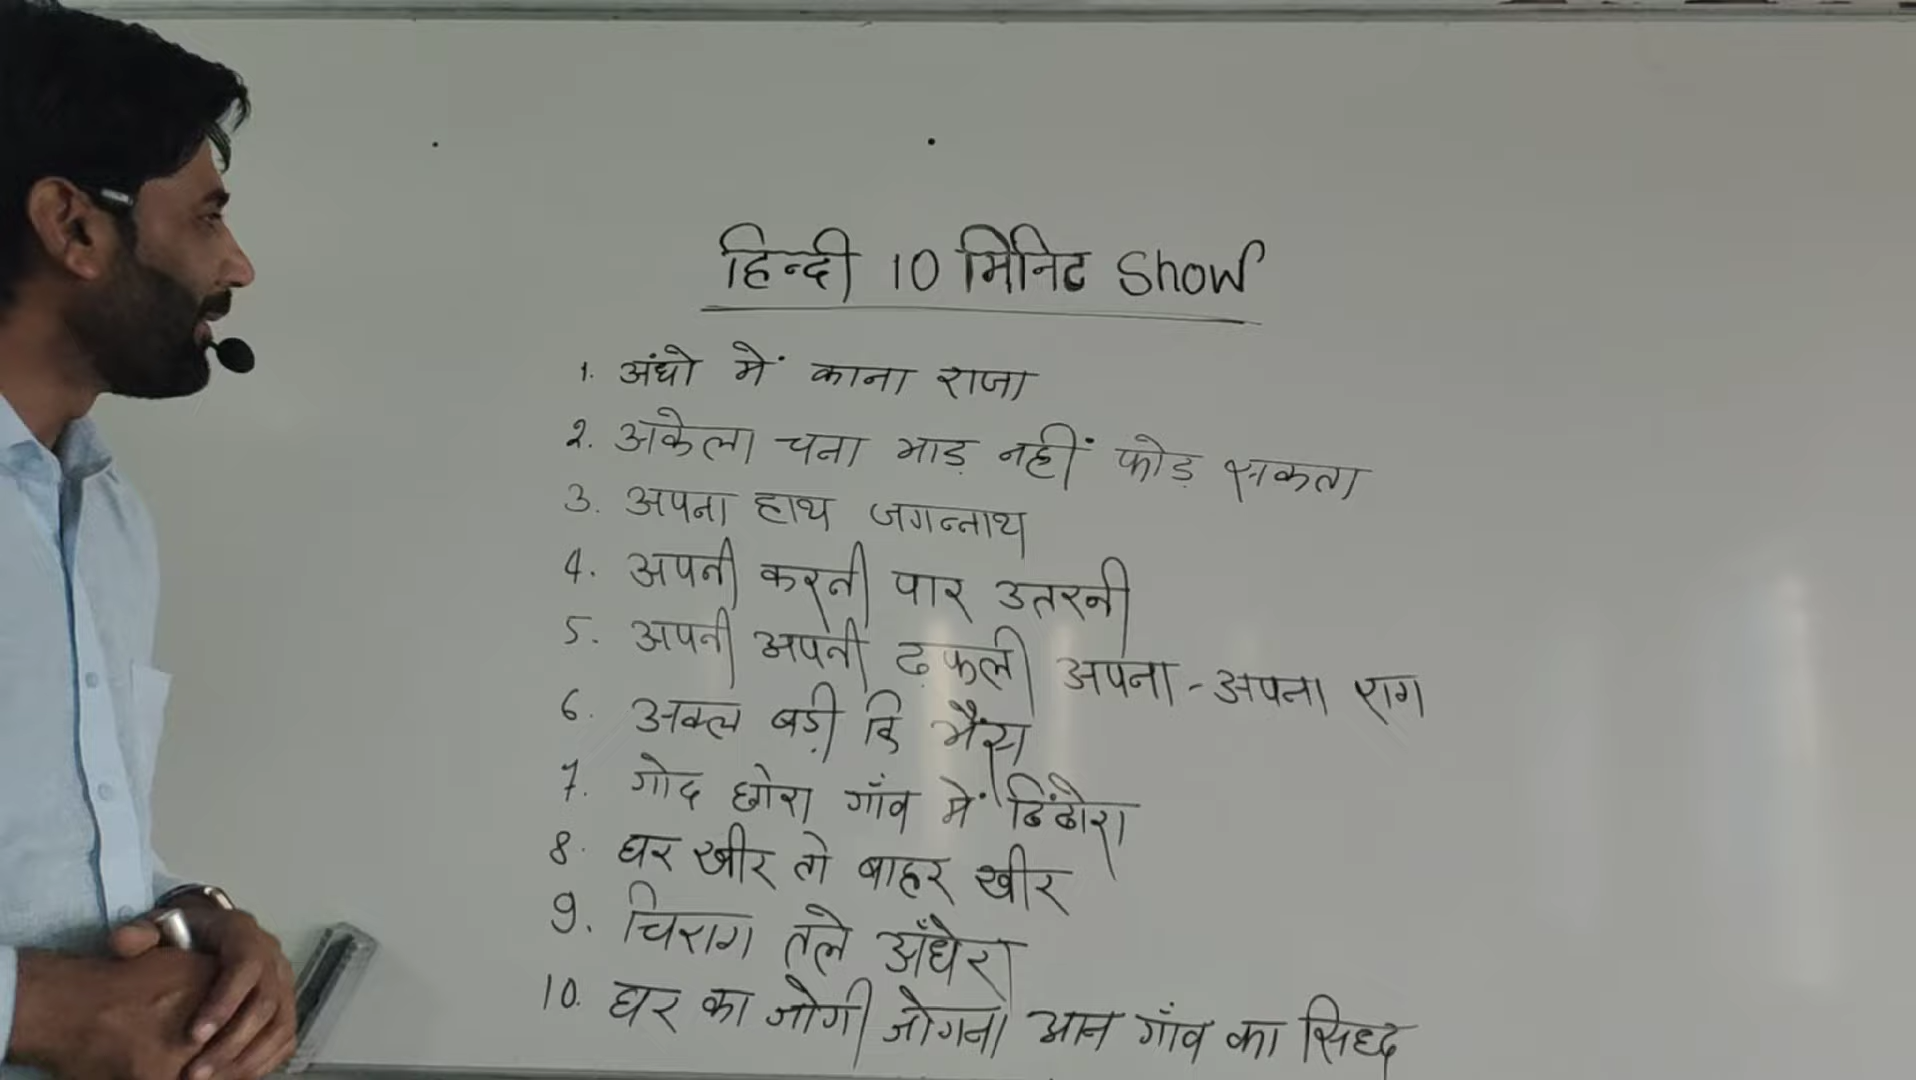 हिन्दी 10 मिनिट Show
1. अंधो में काना राजा
2. अकेला चना भाड़ नहीं फोड़ सकता
3. अपना हाथ जगन्नाथ
4. अपनी करनी पार उतरनी
5. अपनी अपनी ढ़फली अपना-अपना राग
6. अक्ल बड़ी कि भैंस
7. गोद छोरा गाँव में ढिंढोरा
8. घर खीर तो बाहर खीर
9. चिराग तले अँधेरा
10. घर का जोगी जोगना आन गाँव का सिध्द